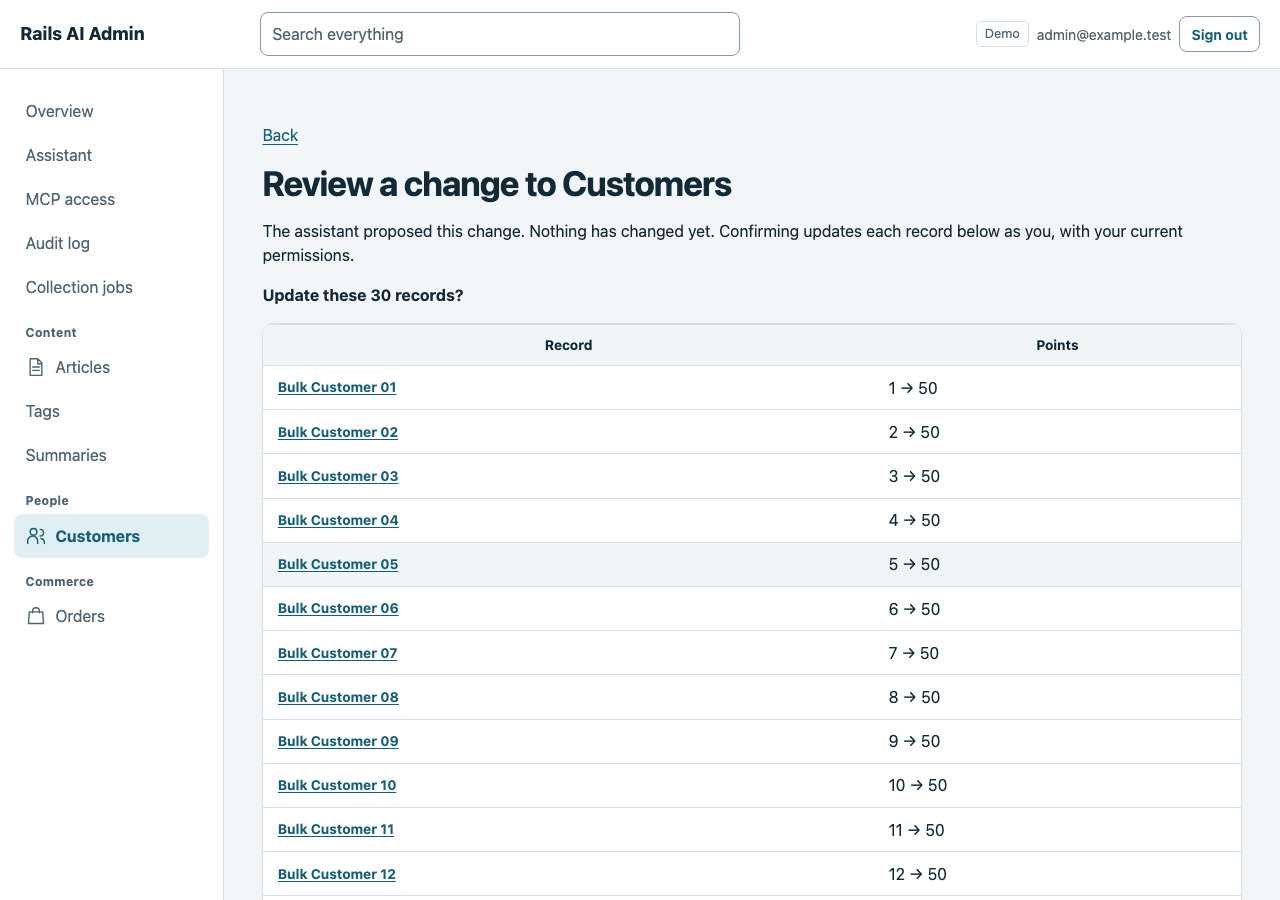 Rails AI Admin
Search everything
Demo
admin@example.test
Sign out
Overview
Assistant
MCP access
Audit log
Collection jobs
Content
Articles
Tags
Summaries
People
Customers
Commerce
Orders
Back
Review a change to Customers
The assistant proposed this change. Nothing has changed yet. Confirming updates each record below as you, with your current
permissions.
Update these 30 records?
Record Points
Bulk Customer 01 1 → 50
Bulk Customer 02 2 → 50
Bulk Customer 03 3 → 50
Bulk Customer 04 4 → 50
Bulk Customer 05 5 → 50
Bulk Customer 06 6 → 50
Bulk Customer 07 7 → 50
Bulk Customer 08 8 → 50
Bulk Customer 09 9 → 50
Bulk Customer 10 10 → 50
Bulk Customer 11 11 → 50
Bulk Customer 12 12 → 50